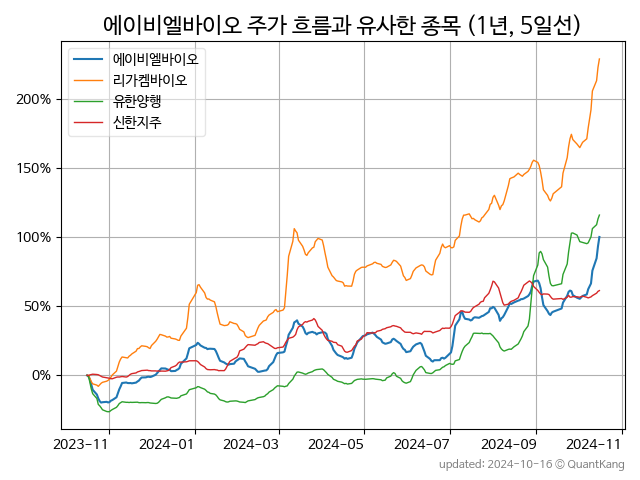 에이비엘바이오 주가 흐름과 유사한 종목 (1년, 5일선)
에이비엘바이오
리가켐바이오
유한양행
신한지주
200%
150%
100%
50%
0%
2023-11 2024-01 2024-03 2024-05 2024-07 2024-09 2024-11
updated: 2024-10-16 © QuantKang